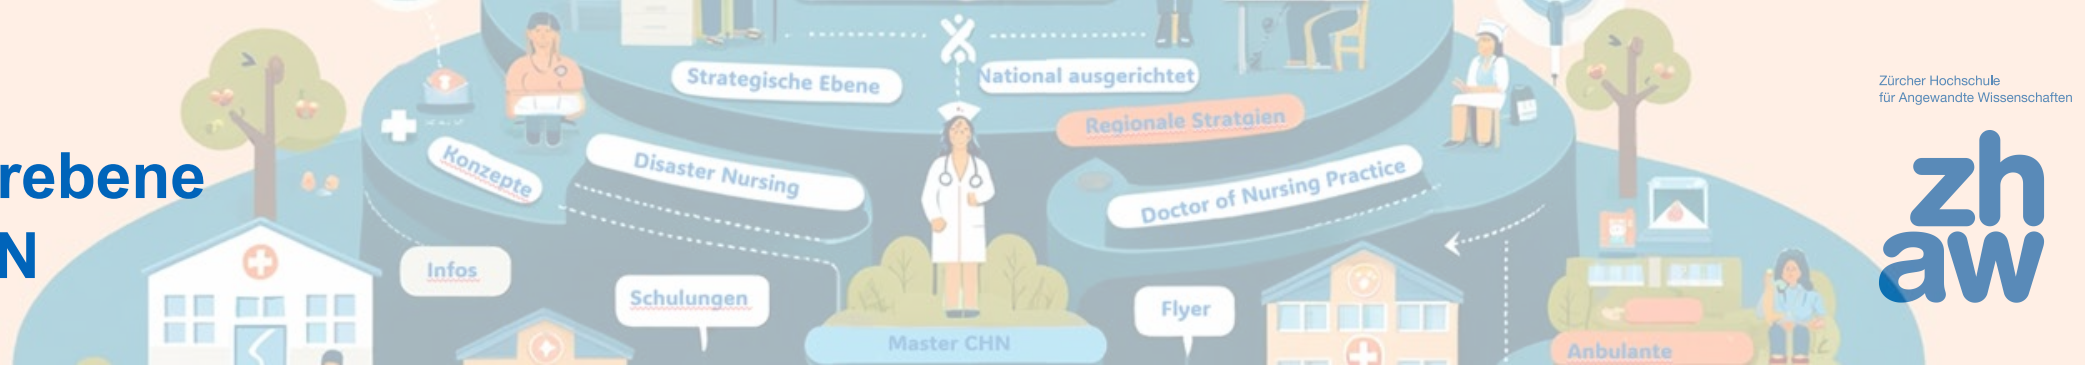 rebene
N
Strategische Ebene
National ausgerichtet
Regionale Stratgien
Konzepte
Disaster Nursing
Doctor of Nursing Practice
Infos
Schulungen
Flyer
Master CHN
Anbulante
Zürcher Hochschule
für Angewandte Wissenschaften
zh
aw